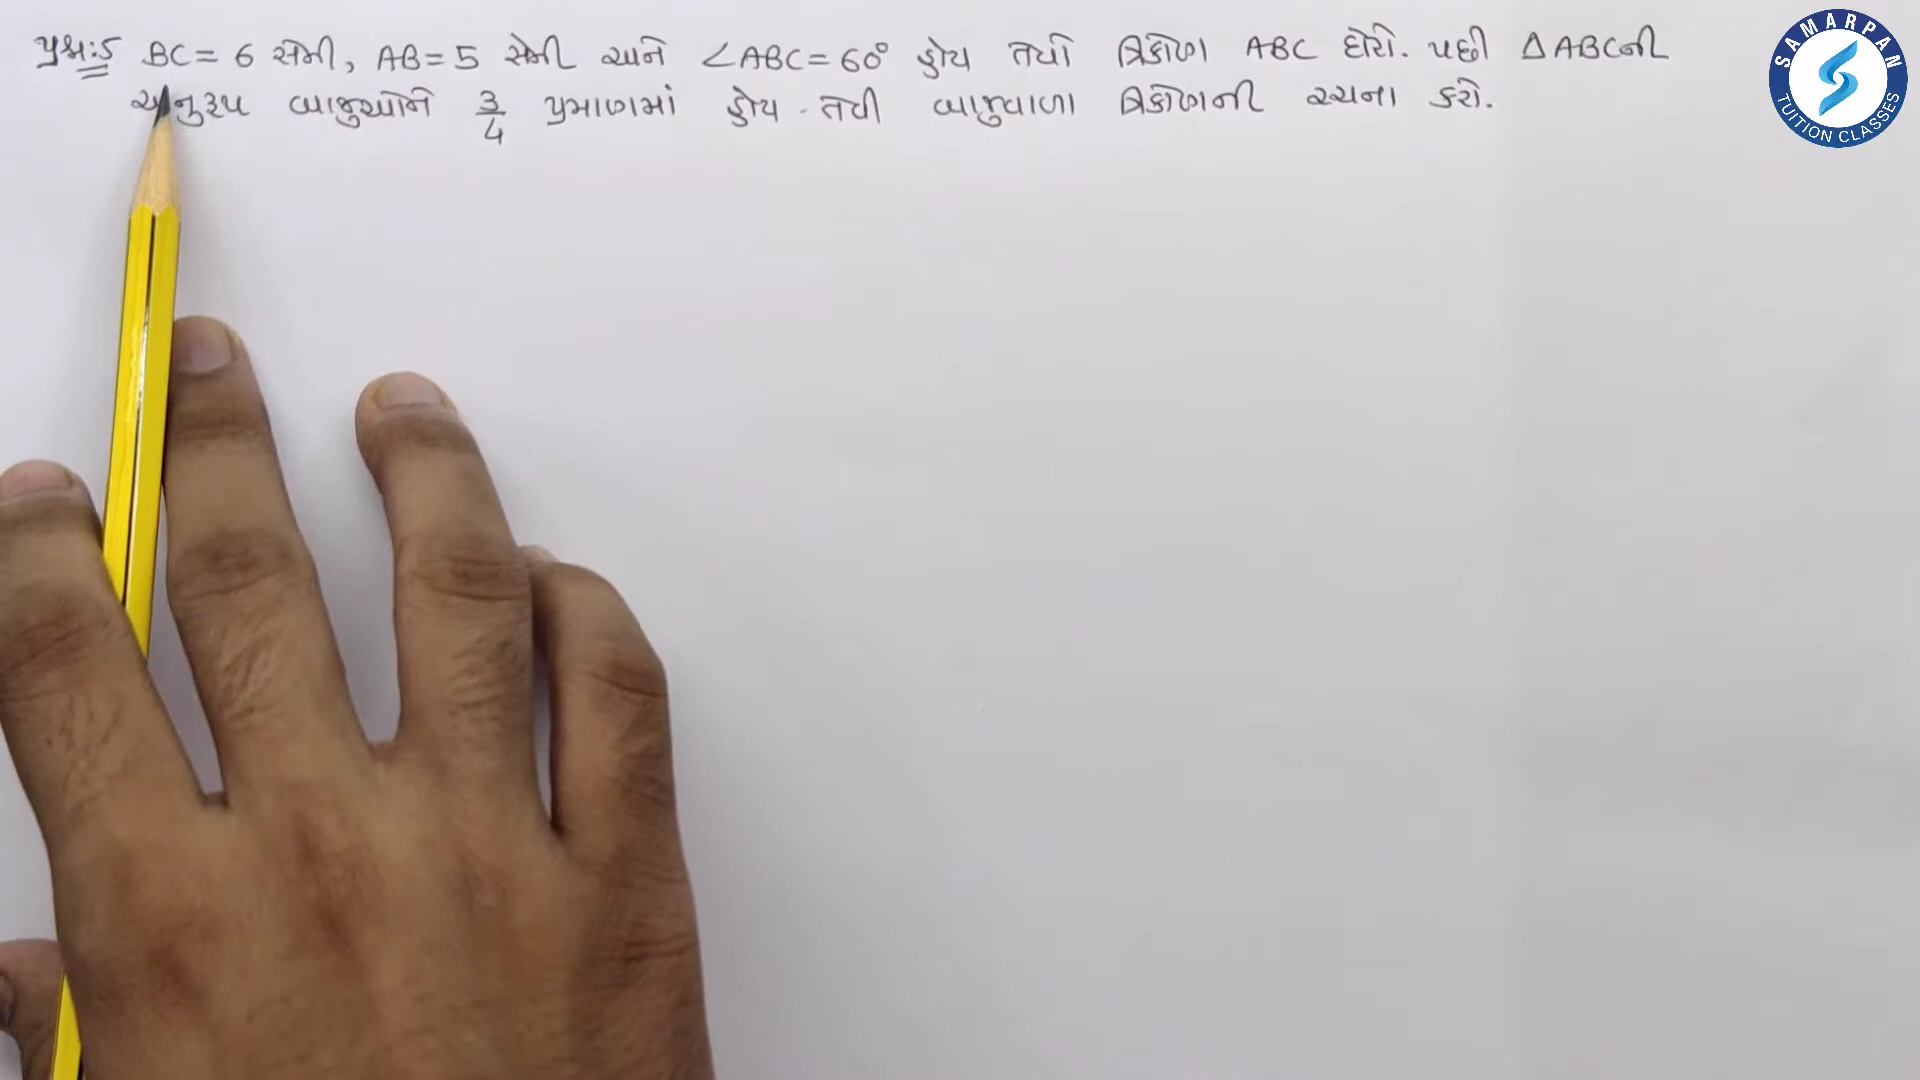 પ્રશ્ન:5 BC = 6 સેમી, AB = 5 સેમી અને ∠ABC = 60° હોય તેવો ત્રિકોણ ABC દોરો. પછી △ABCની
અનુરૂપ બાજુઓને 3/4 પ્રમાણમાં હોય તેવી બાજુવાળા ત્રિકોણની રચના કરો.
SAMARPAN
TUITION CLASSES